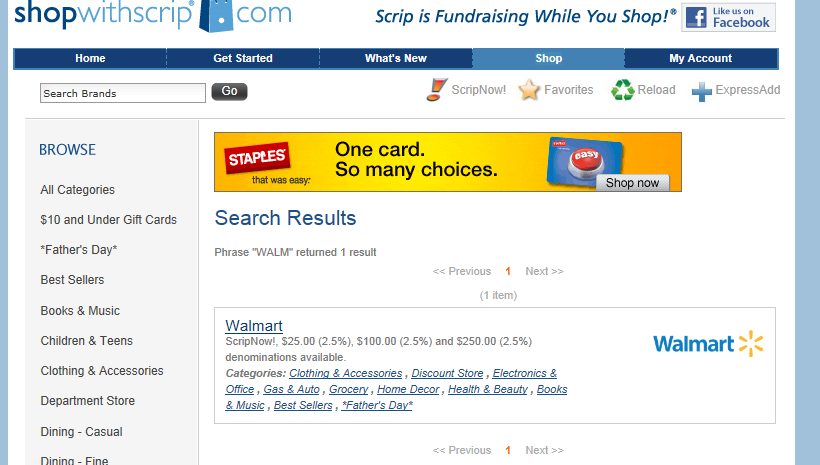 shopwithscrip® .com
Scrip is Fundraising While You Shop!®
Like us on
Facebook
Home Get Started What's New Shop My Account
Search Brands Go
ScripNow! Favorites Reload ExpressAdd
BROWSE
All Categories
$10 and Under Gift Cards
*Father's Day*
Best Sellers
Books & Music
Children & Teens
Clothing & Accessories
Department Store
Dining - Casual
Dining - Fine
STAPLES
that was easy.
One card.
So many choices.
easy
Shop now
Search Results
Phrase "WALM" returned 1 result
<< Previous 1 Next >>
(1 item)
Walmart
ScripNow!, $25.00 (2.5%), $100.00 (2.5%) and $250.00 (2.5%)
denominations available.
Categories: Clothing & Accessories , Discount Store , Electronics &
Office , Gas & Auto , Grocery , Home Decor , Health & Beauty , Books
& Music , Best Sellers , *Father's Day*
Walmart
<< Previous 1 Next >>